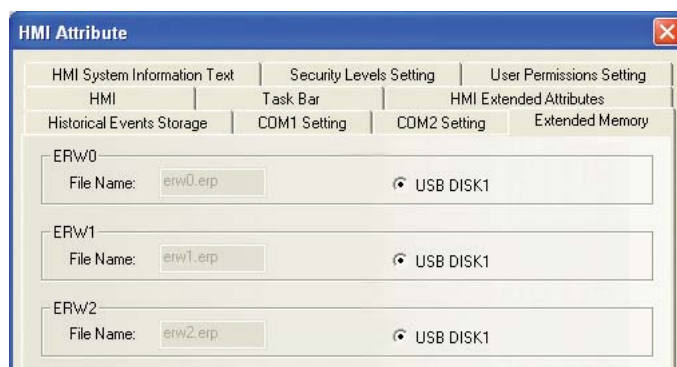 HMI Attribute
HMI System Information Text Security Levels Setting User Permissions Setting
HMI Task Bar HMI Extended Attributes
Historical Events Storage COM1 Setting COM2 Setting Extended Memory
ERW0
File Name: erw0.erp USB DISK1
ERW1
File Name: erw1.erp USB DISK1
ERW2
File Name: erw2.erp USB DISK1